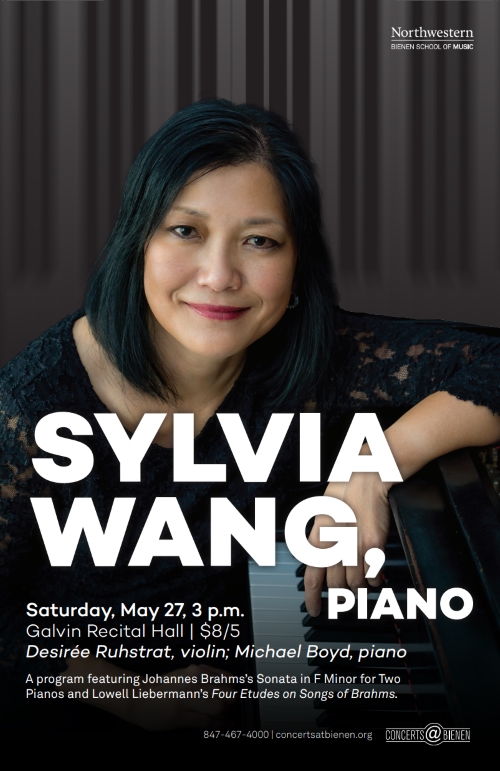 Northwestern
BIENEN SCHOOL OF MUSIC
SYLVIA
WANG,
PIANO
Saturday, May 27, 3 p.m.
Galvin Recital Hall | $8/5
Desirée Ruhstrat, violin; Michael Boyd, piano
A program featuring Johannes Brahms's Sonata in F Minor for Two
Pianos and Lowell Liebermann's Four Etudes on Songs of Brahms.
847-467-4000 | concertsatbienen.org
CONCERTS@BIENEN